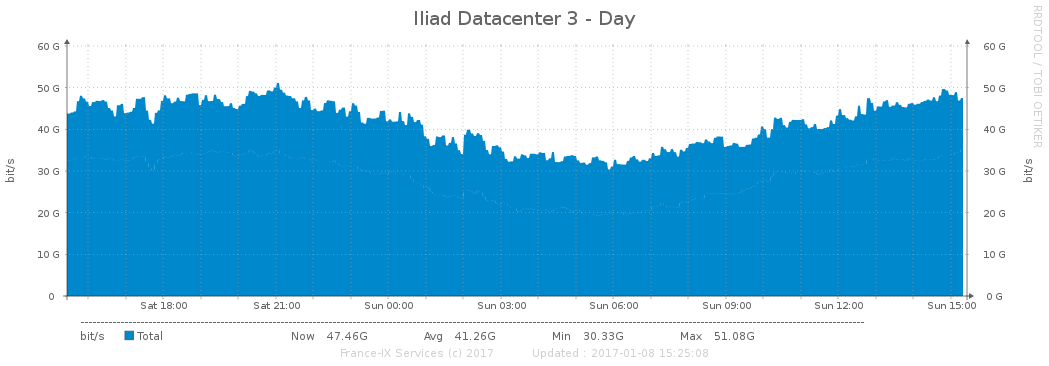 Iliad Datacenter 3 - Day
RRDTOOL / TOBI OETIKER
60 G 60 G
50 G 50 G
40 G 40 G
30 G 30 G
20 G 20 G
10 G 10 G
0 0 G
bit/s bit/s
Sat 18:00 Sat 21:00 Sun 00:00 Sun 03:00 Sun 06:00 Sun 09:00 Sun 12:00 Sun 15:00
bit/s Total Now 47.46G Avg 41.26G Min 30.33G Max 51.08G
France-IX Services (c) 2017 Updated : 2017-01-08 15:25:08